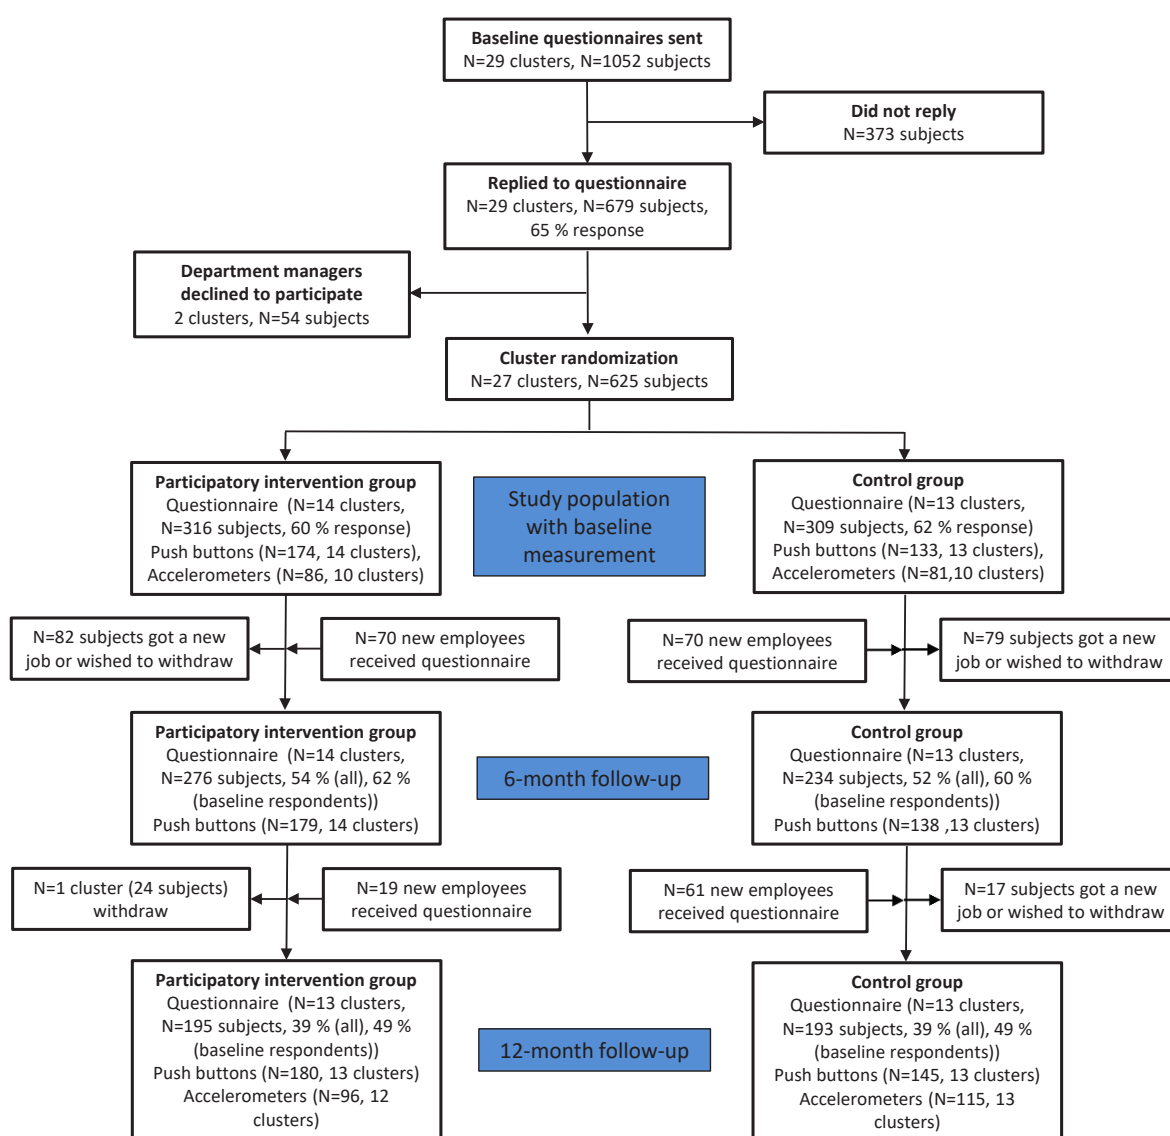 Baseline questionnaires sent
N=29 clusters, N=1052 subjects
Did not reply
N=373 subjects
Replied to questionnaire
N=29 clusters, N=679 subjects,
65 % response
Department managers
declined to participate
2 clusters, N=54 subjects
Cluster randomization
N=27 clusters, N=625 subjects
Participatory intervention group
Questionnaire (N=14 clusters,
N=316 subjects, 60 % response)
Push buttons (N=174, 14 clusters),
Accelerometers (N=86, 10 clusters)
Study population
with baseline
measurement
Control group
Questionnaire (N=13 clusters,
N=309 subjects, 62 % response)
Push buttons (N=133, 13 clusters),
Accelerometers (N=81,10 clusters)
N=82 subjects got a new
job or wished to withdraw
N=70 new employees
received questionnaire
N=70 new employees
received questionnaire
N=79 subjects got a new
job or wished to withdraw
Participatory intervention group
Questionnaire (N=14 clusters,
N=276 subjects, 54 % (all), 62 %
(baseline respondents))
Push buttons (N=179, 14 clusters)
6-month follow-up
Control group
Questionnaire (N=13 clusters,
N=234 subjects, 52 % (all), 60 %
(baseline respondents))
Push buttons (N=138 ,13 clusters)
N=1 cluster (24 subjects)
withdraw
N=19 new employees
received questionnaire
N=61 new employees
received questionnaire
N=17 subjects got a new
job or wished to withdraw
Participatory intervention group
Questionnaire (N=13 clusters,
N=195 subjects, 39 % (all), 49 %
(baseline respondents))
Push buttons (N=180, 13 clusters)
Accelerometers (N=96, 12
clusters)
12-month follow-up
Control group
Questionnaire (N=13 clusters,
N=193 subjects, 39 % (all), 49 %
(baseline respondents))
Push buttons (N=145, 13 clusters)
Accelerometers (N=115, 13
clusters)